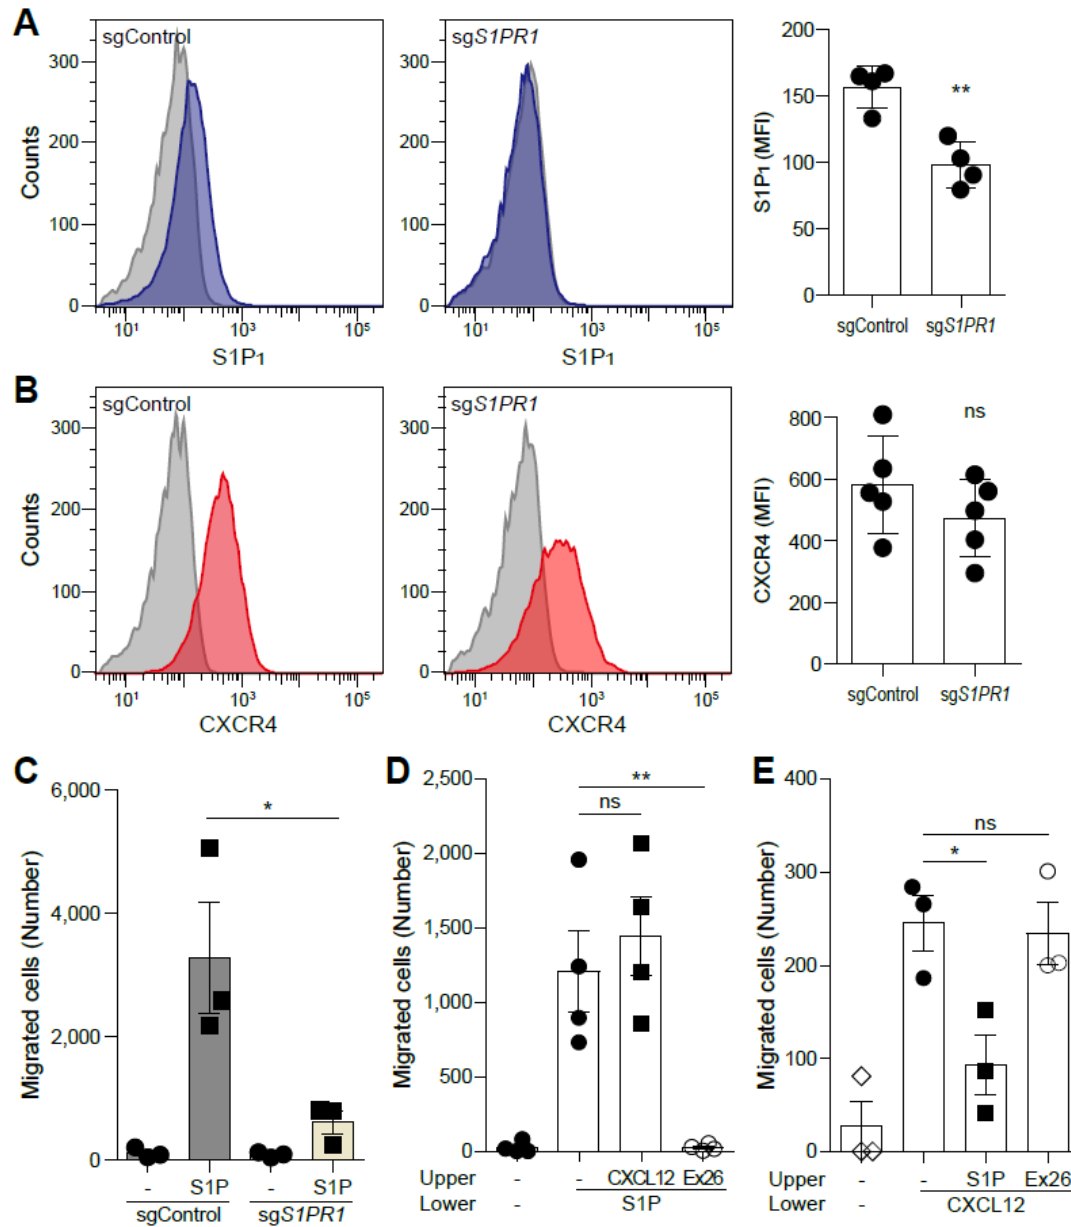 A
sgControl
Counts
300
200
100
0
10¹
10³
10⁵
S1P₁
sgS1PR1
300
200
100
0
10¹
10³
10⁵
S1P₁
S1P₁ (MFI)
200
150
100
50
0
**
sgControl
sgS1PR1
B
sgControl
Counts
300
200
100
0
10¹
10³
10⁵
CXCR4
sgS1PR1
300
200
100
0
10¹
10³
10⁵
CXCR4
CXCR4 (MFI)
800
600
400
200
0
ns
sgControl
sgS1PR1
C
Migrated cells (Number)
6,000
4,000
2,000
0
*
- S1P - S1P
sgControl sgS1PR1
D
Migrated cells (Number)
2,500
2,000
1,500
1,000
500
0
**
ns
Upper - - CXCL12 Ex26
Lower - S1P
E
Migrated cells (Number)
400
300
200
100
0
ns
*
Upper - - S1P Ex26
Lower - CXCL12